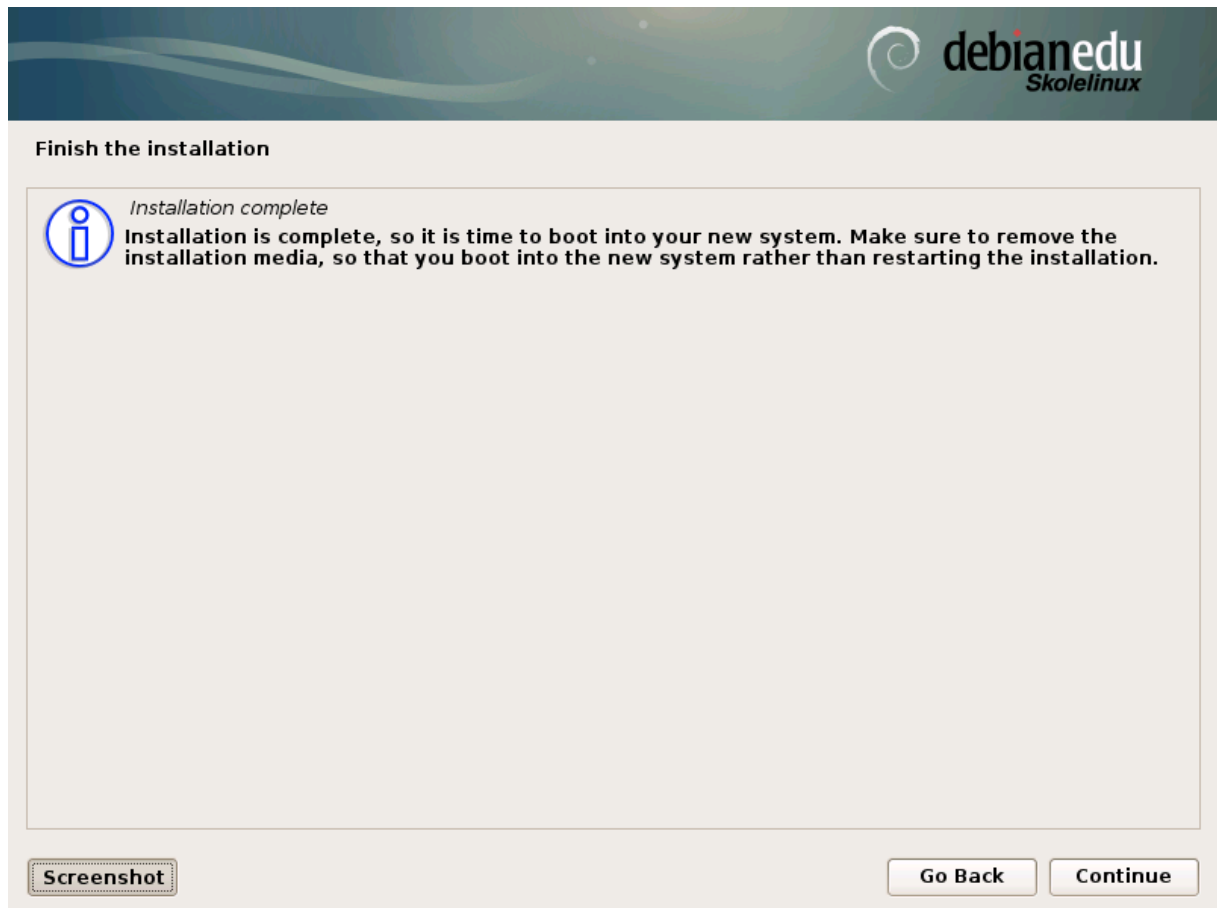 debianedu
Skolelinux
Finish the installation
Installation complete
Installation is complete, so it is time to boot into your new system. Make sure to remove the
installation media, so that you boot into the new system rather than restarting the installation.
Screenshot
Go Back
Continue